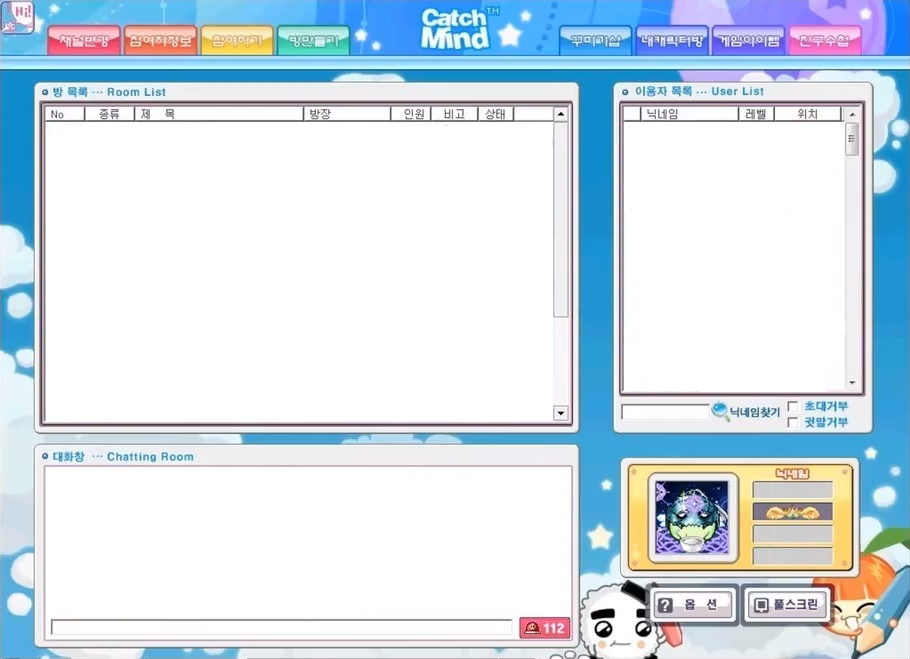 Hi!
채널변경 참여자정보 참여하기 방만들기
Catch Mind TM
꾸미기샵 내캐릭터방 게임아이템 친구수첩
방 목록 ··· Room List
No 종류 제 목 방장 인원 비고 상태
이용자 목록 ··· User List
닉네임 레벨 위치
닉네임찾기
초대거부
귓말거부
대화창 ··· Chatting Room
112
닉네임
? 옵 션
풀스크린